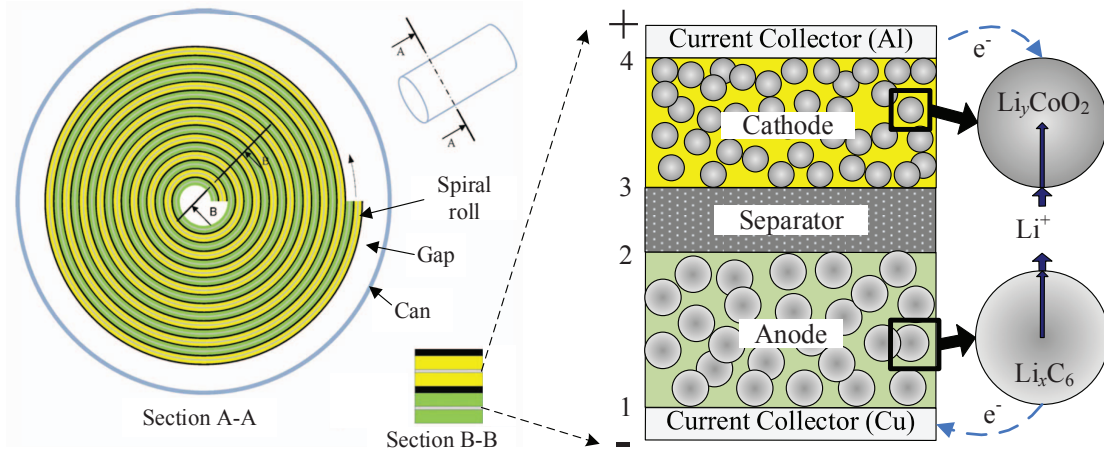 A
A
B
B
Spiral
roll
Gap
Can
Section A-A
Section B-B
+
4
3
2
1
-
Current Collector (Al)
Cathode
Separator
Anode
Current Collector (Cu)
e-
LiyCoO2
Li+
LixC6
e-